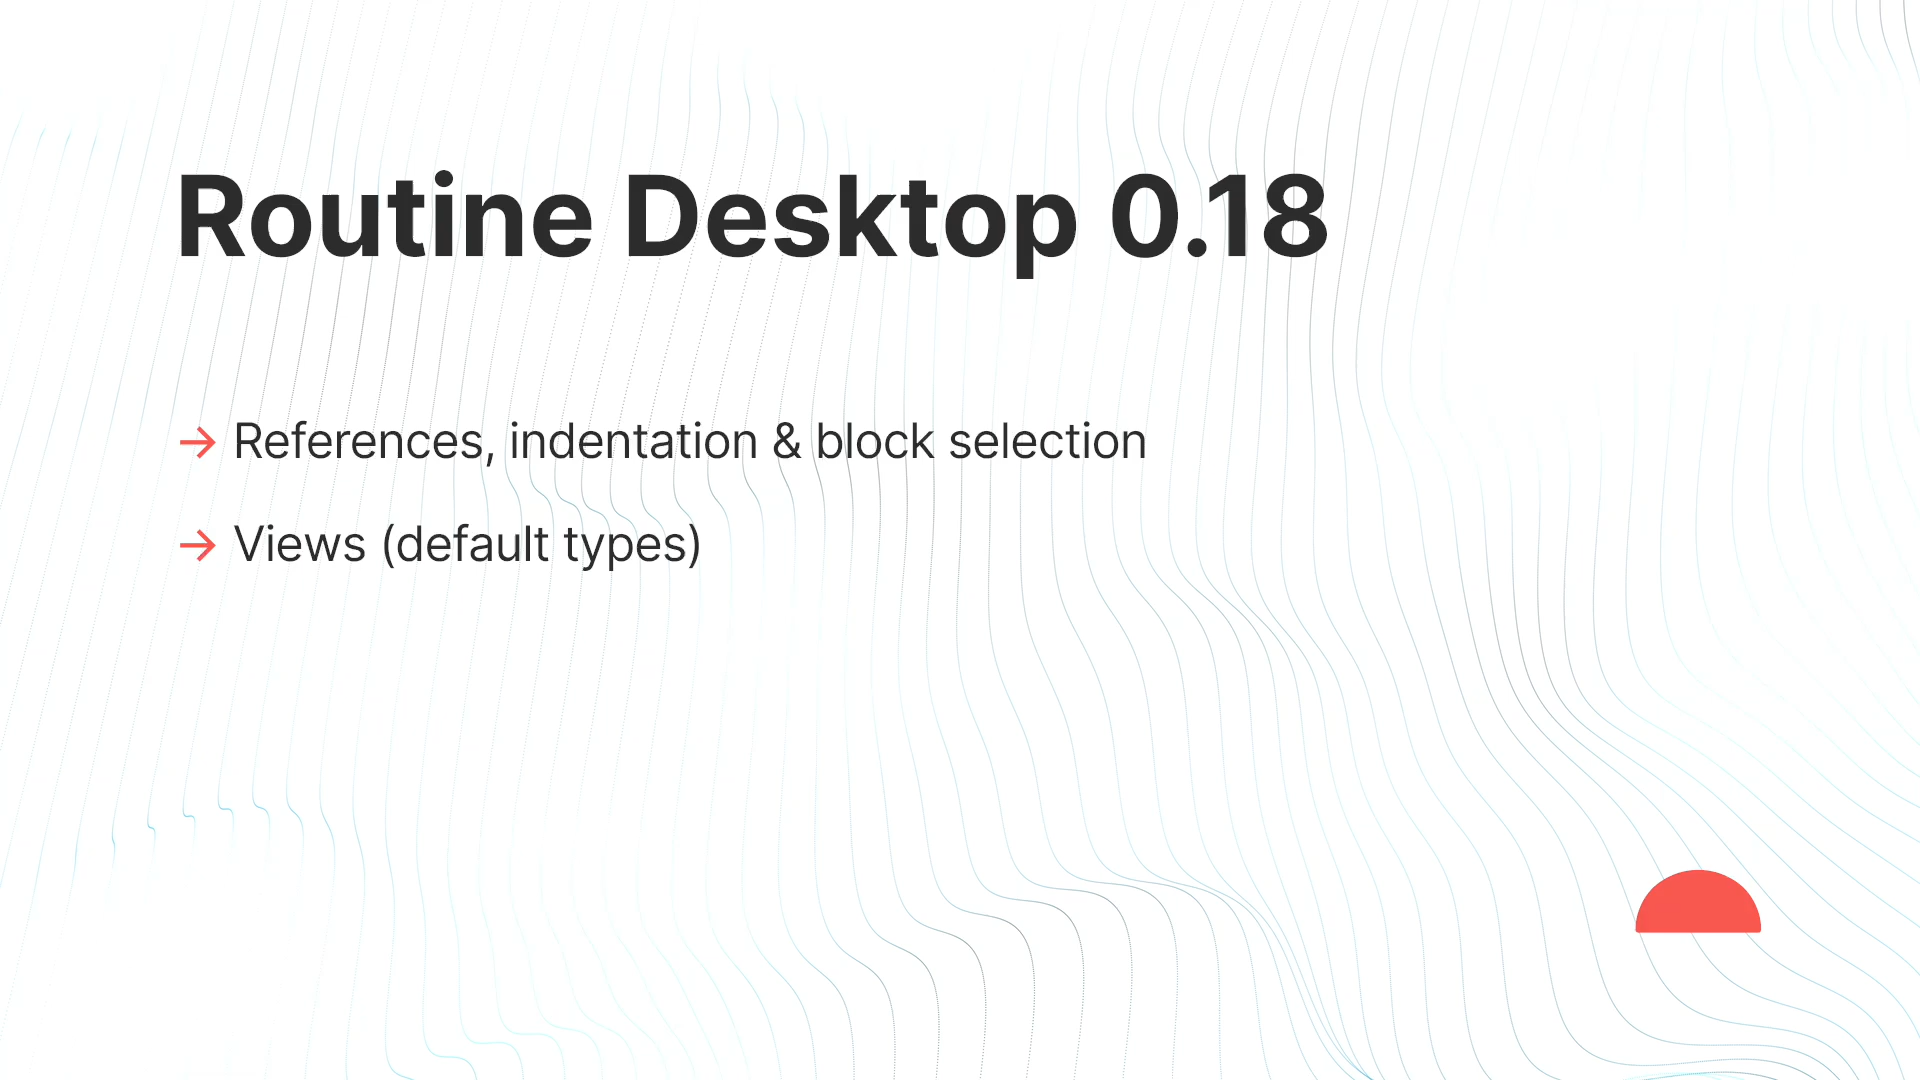 Routine Desktop 0.18
→ References, indentation & block selection
→ Views (default types)